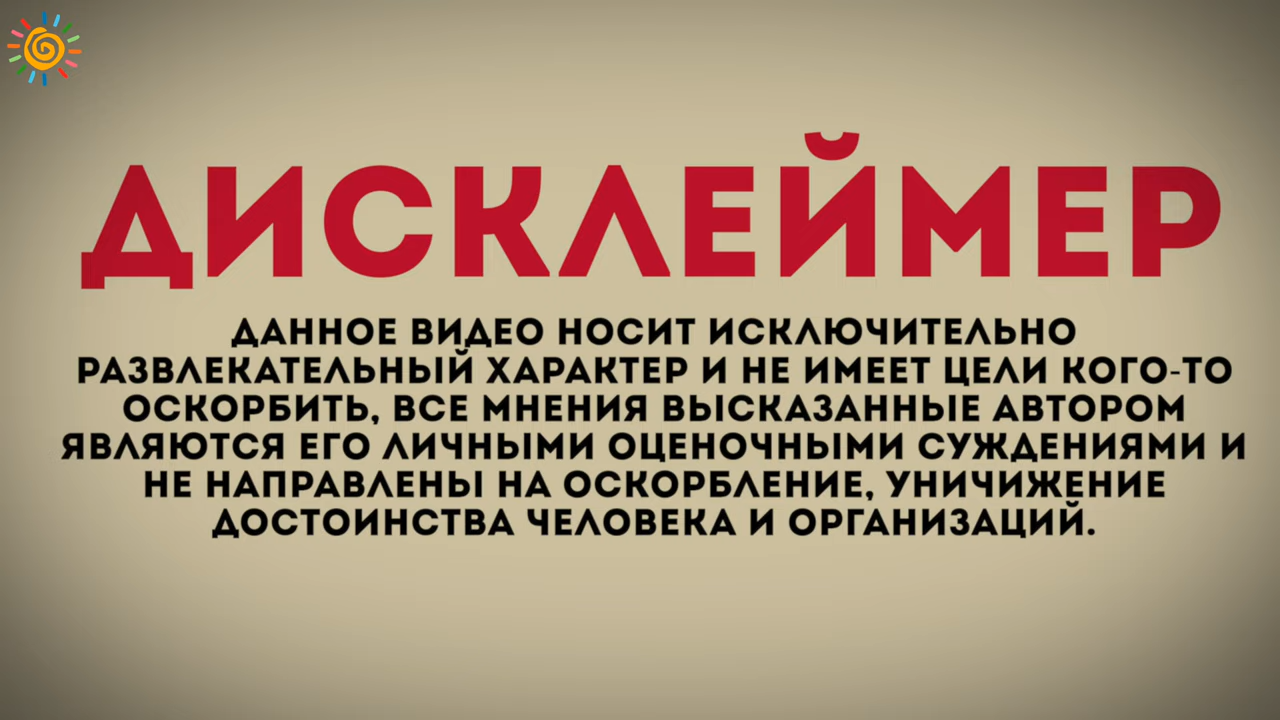 ДИСКЛЕЙМЕР
ДАННОЕ ВИДЕО НОСИТ ИСКЛЮЧИТЕЛЬНО
РАЗВЛЕКАТЕЛЬНЫЙ ХАРАКТЕР И НЕ ИМЕЕТ ЦЕЛИ КОГО-ТО
ОСКОРБИТЬ, ВСЕ МНЕНИЯ ВЫСКАЗАННЫЕ АВТОРОМ
ЯВЛЯЮТСЯ ЕГО ЛИЧНЫМИ ОЦЕНОЧНЫМИ СУЖДЕНИЯМИ И
НЕ НАПРАВЛЕНЫ НА ОСКОРБЛЕНИЕ, УНИЧИЖЕНИЕ
ДОСТОИНСТВА ЧЕЛОВЕКА И ОРГАНИЗАЦИЙ.